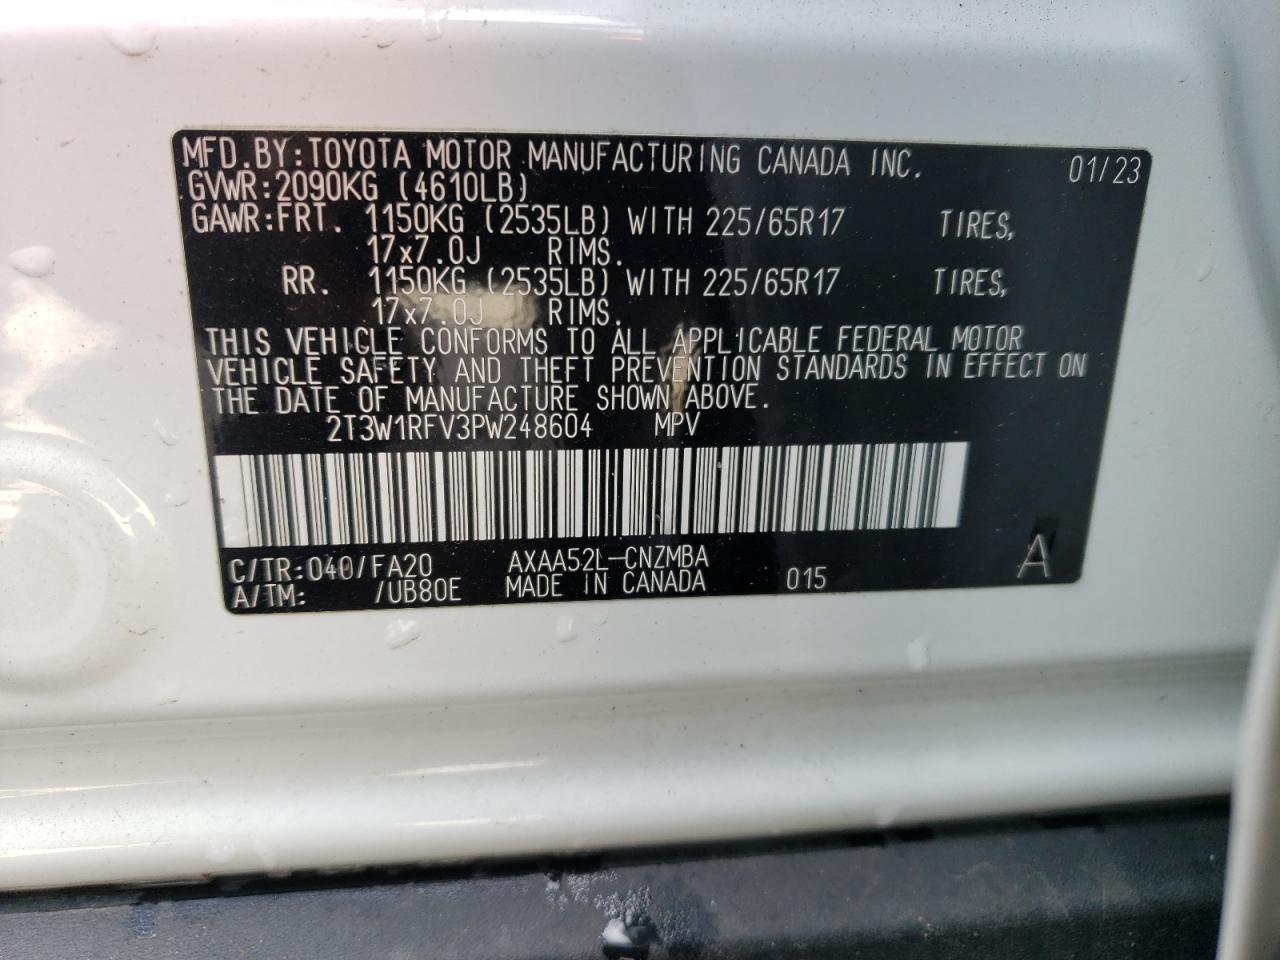 MFD.BY:TOYOTA MOTOR MANUFACTURING CANADA INC. 01/23
GVWR:2090KG (4610LB)
GAWR:FRT. 1150KG (2535LB) WITH 225/65R17 TIRES,
17x7.0J RIMS.
RR. 1150KG (2535LB) WITH 225/65R17 TIRES,
17x7.0J RIMS.
THIS VEHICLE CONFORMS TO ALL APPLICABLE FEDERAL MOTOR
VEHICLE SAFETY AND THEFT PREVENTION STANDARDS IN EFFECT ON
THE DATE OF MANUFACTURE SHOWN ABOVE.
2T3W1RFV3PW248604 MPV
C/TR:040/FA20 AXAA52L-CNZMBA
A/TM: /UB80E MADE IN CANADA 015 A